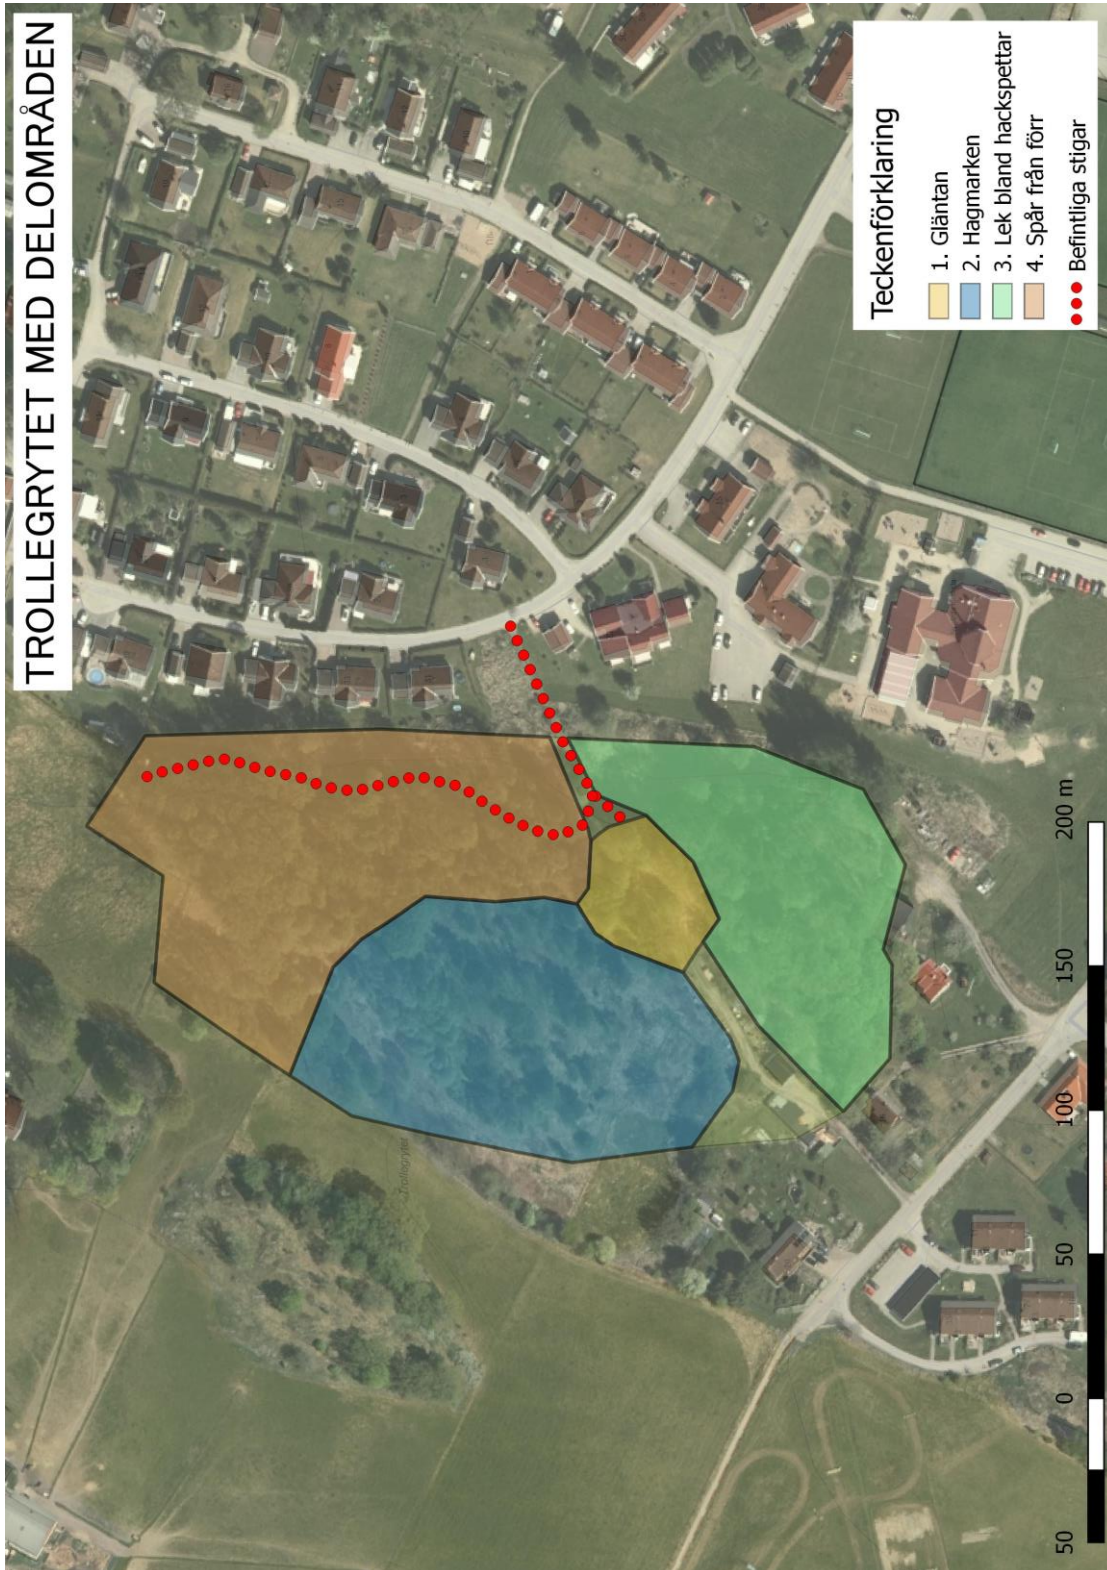 TROLLEGRYTET MED DELOMRÅDEN
Teckenförklaring
1. Gläntan
2. Hagmarken
3. Lek bland hackspettar
4. Spår från förr
Befintliga stigar
Trollegrytet
50 0 50 100 150 200 m